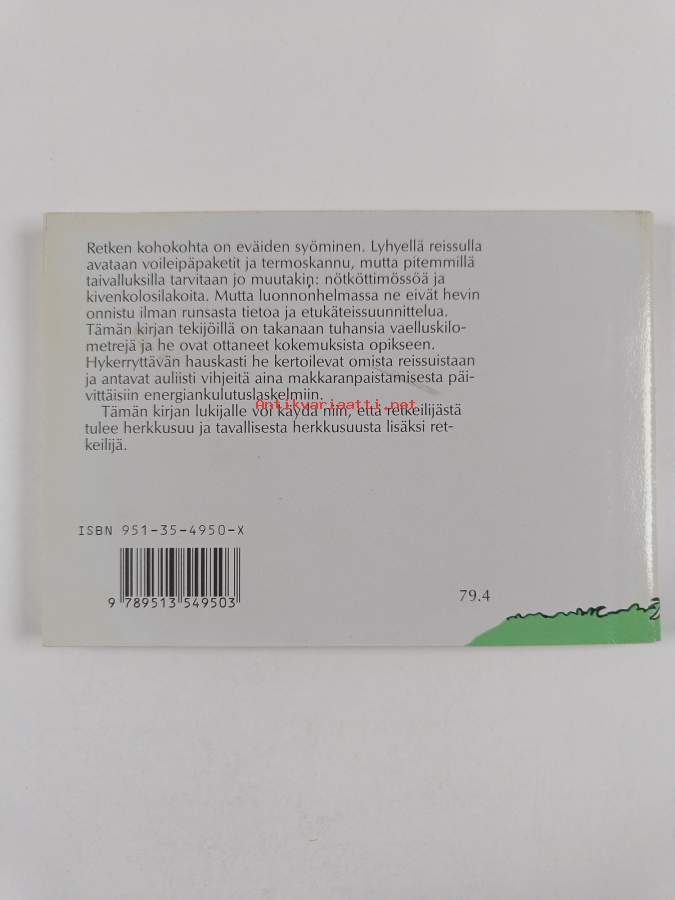 Retken kohokohta on eväiden syöminen. Lyhyellä reissulla
avataan voileipäpaketit ja termoskannu, mutta pitemmillä
taivalluksilla tarvitaan jo muutakin: nötköttimössöä ja
kivenkolosilakoita. Mutta luonnonhelmassa ne eivät hevin
onnistu ilman runsasta tietoa ja etukäteissuunnittelua.
Tämän kirjan tekijöillä on takanaan tuhansia vaelluskilo-
metrejä ja he ovat ottaneet kokemuksista opikseen.
Hykerryttävän hauskasti he kertoilevat omista reissuistaan
ja antavat auliisti vihjeitä aina makkaranpaistamisesta päi-
vittäisiin energiankulutuslaskelmiin.
Antikvariaatti.net
Tämän kirjan lukijalle voi käydä niin, että retkeilijästä
tulee herkkusuu ja tavallisesta herkkusuusta lisäksi ret-
keilijä.
ISBN 951-35-4950-X
9 789513 549503
79.4